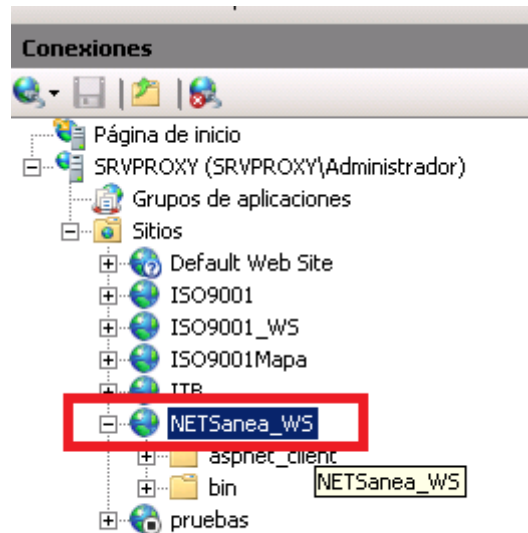 Conexiones
Página de inicio
SRVPROXY (SRVPROXY\Administrador)
Grupos de aplicaciones
Sitios
Default Web Site
ISO9001
ISO9001_WS
ISO9001Mapa
ITB
NETSanea_WS
aspnet_client
bin
NETSanea_WS
pruebas